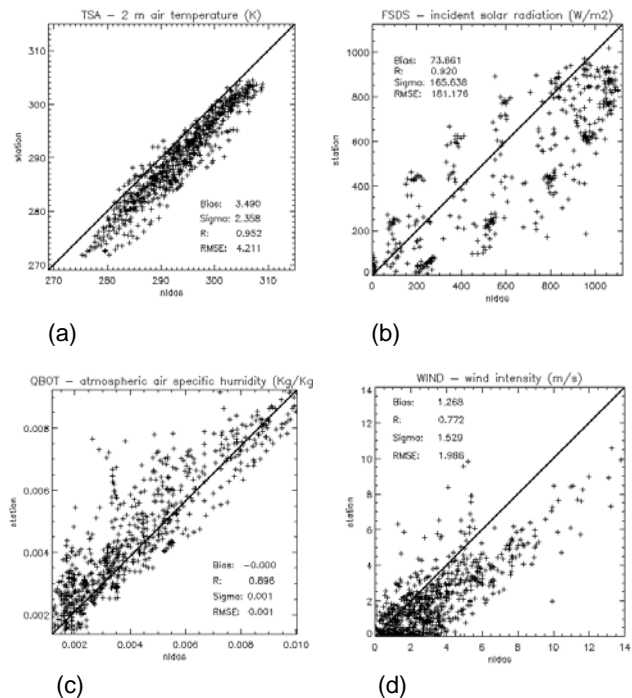 TSA – 2 m air temperature (K)
310
300
290
280
270
station
Bias: 3.490
Sigma: 2.358
R: 0.952
RMSE: 4.211
269 279 289 299 309
nldas
(a)
FSDS – incident solar radiation (W/m2)
1000
800
600
400
200
0
station
Bias: 73.861
R: 0.920
Sigma: 165.638
RMSE: 181.176
0 200 400 600 800 1000
nldas
(b)
QBOT – atmospheric air specific humidity (Kg/Kg
0.008
0.006
0.004
0.002
station
Bias: -0.000
R: 0.896
Sigma: 0.001
RMSE: 0.001
0.002 0.004 0.006 0.008 0.010
nldas
(c)
WIND – wind intensity (m/s)
14
12
10
8
6
4
2
0
station
Bias: 1.268
R: 0.772
Sigma: 1.529
RMSE: 1.986
0 2 4 6 8 10 12 14
nldas
(d)